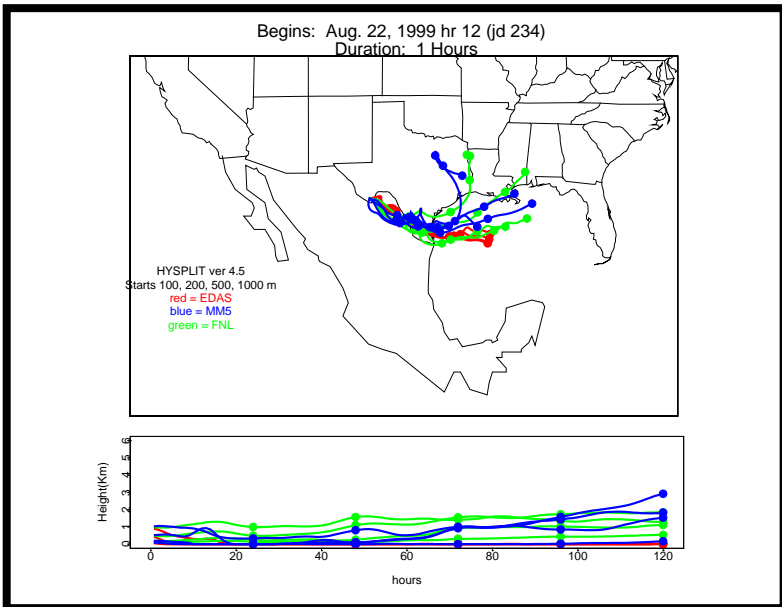 Begins: Aug. 22, 1999 hr 12 (jd 234)
Duration: 1 Hours
HYSPLIT ver 4.5
Starts 100, 200, 500, 1000 m
red = EDAS
blue = MM5
green = FNL
Height(Km)
6
5
4
3
2
1
0
0 20 40 60 80 100 120
hours